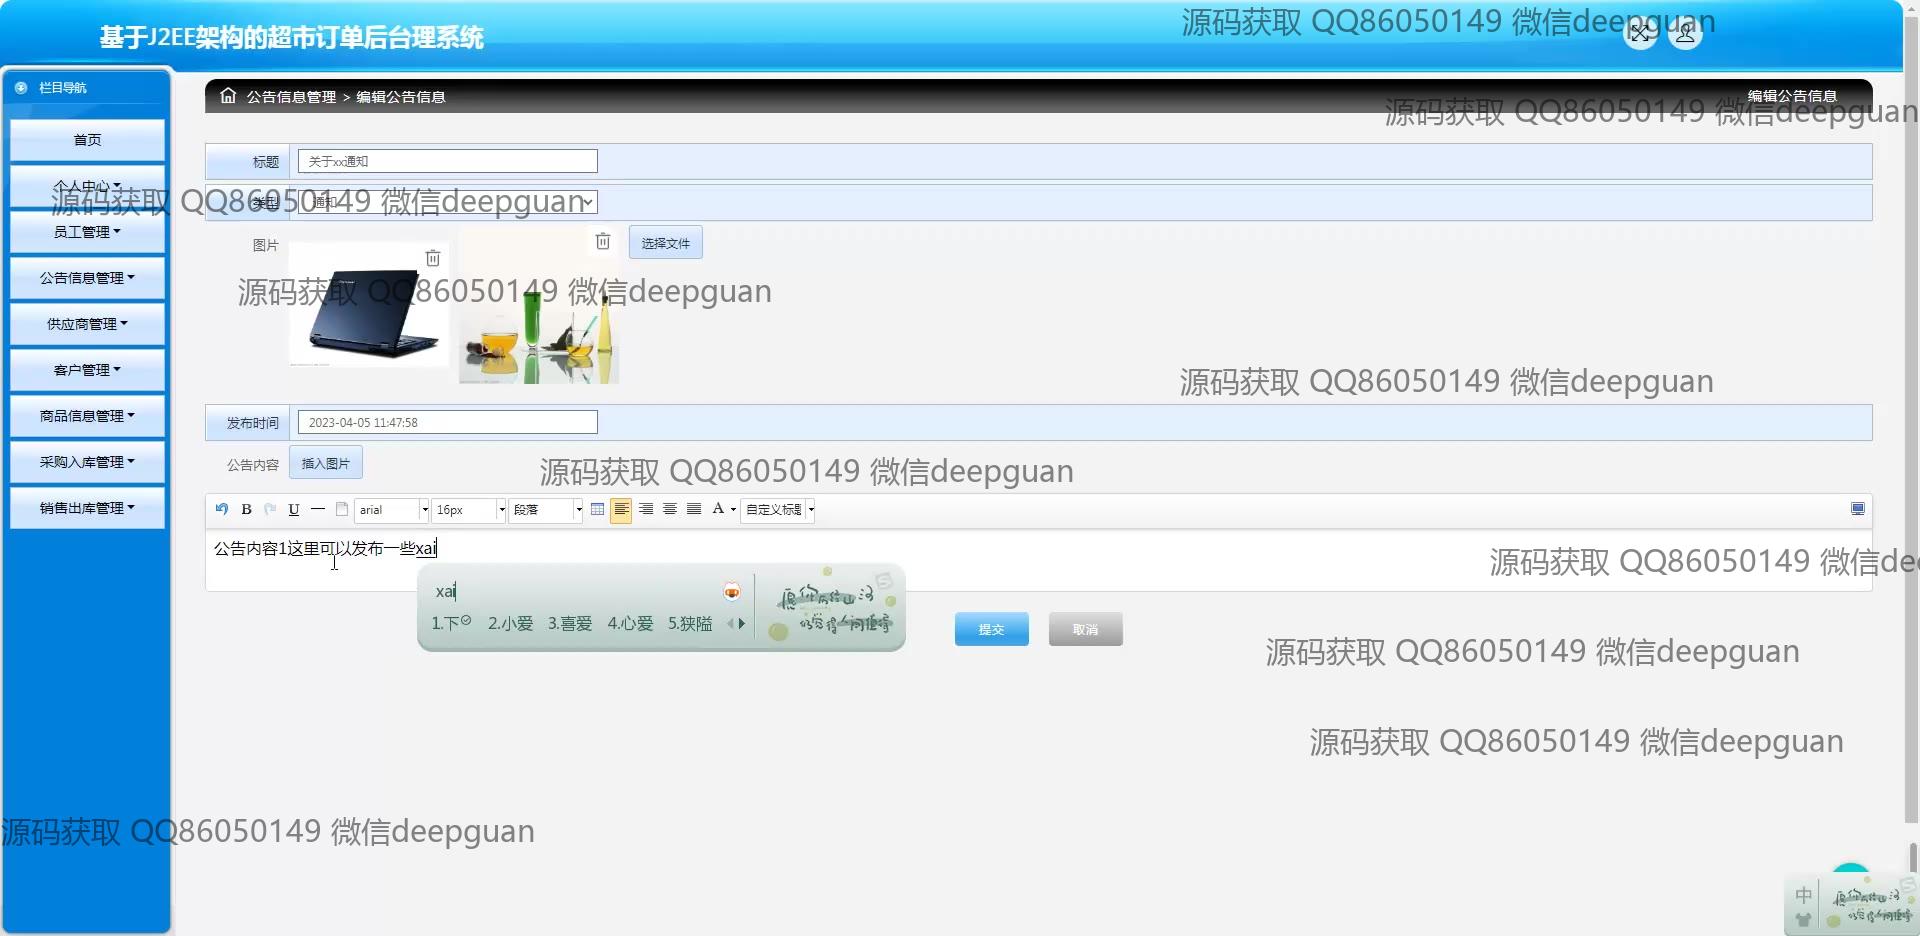 基于J2EE架构的超市订单后台理系统
源码获取 QQ86050149 微信deepguan
栏目导航
首页
个人中心
员工管理
公告信息管理
供应商管理
客户管理
商品信息管理
采购入库管理
销售出库管理
公告信息管理 > 编辑公告信息
编辑公告信息
源码获取 QQ86050149 微信deepguan
标题
关于xx通知
类型
通知
源码获取 QQ86050149 微信deepguan
图片
选择文件
源码获取 QQ86050149 微信deepguan
源码获取 QQ86050149 微信deepguan
发布时间
2023-04-05 11:47:58
公告内容
插入图片
源码获取 QQ86050149 微信deepguan
B U arial 16px 段落 A 自定义标题
公告内容1这里可以发布一些xai
源码获取 QQ86050149 微信dee
xai
1.下 2.小爱 3.喜爱 4.心爱 5.狭隘
提交
取消
源码获取 QQ86050149 微信deepguan
源码获取 QQ86050149 微信deepguan
源码获取 QQ86050149 微信deepguan
中